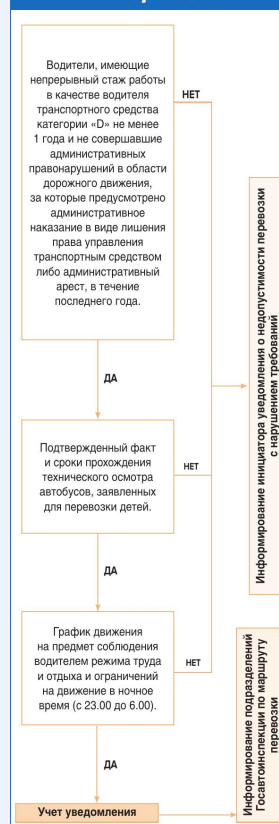 Водители, имеющие
непрерывный стаж работы
в качестве водителя
транспортного средства
категории «D» не менее
1 года и не совершавшие
административных
правонарушений в области
дорожного движения,
за которые предусмотрено
административное
наказание в виде лишения
права управления
транспортным средством
либо административный
арест, в течение
последнего года.
НЕТ
ДА
Подтвержденный факт
и сроки прохождения
технического осмотра
автобусов, заявленных
для перевозки детей.
НЕТ
Информирование инициатора уведомления о недопустимости перевозки
с нарушением требований
ДА
График движения
на предмет соблюдения
водителем режима труда
и отдыха и ограничений
на движение в ночное
время (с 23.00 до 6.00).
НЕТ
ДА
Учет уведомления
Информирование подразделений
Госавтоинспекции по маршруту
перевозки